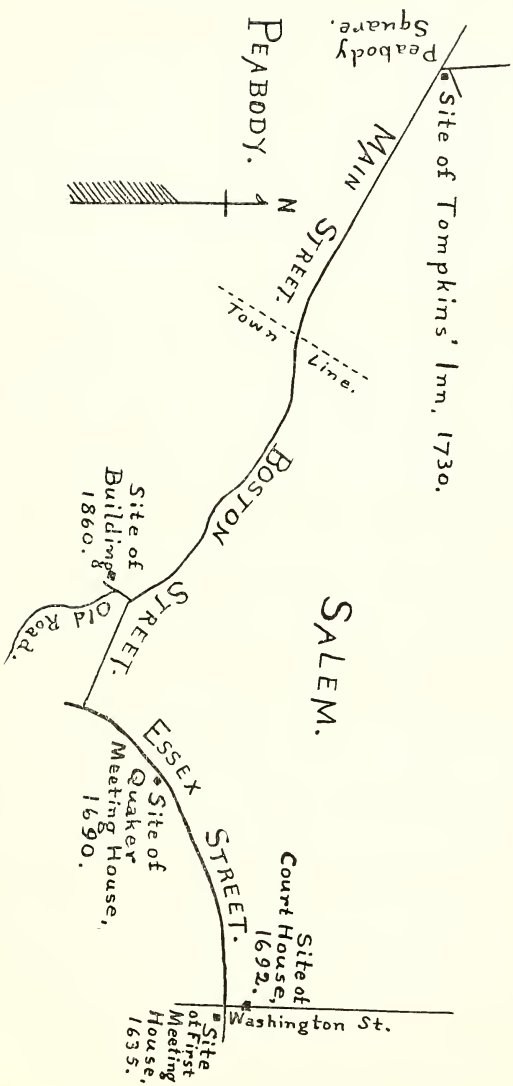 Peabody
Square.
Site of Tompkins' Inn, 1730.
PEABODY.
MAIN
STREET.
N
Town
Line.
BOSTON
STREET.
SALEM.
Site of
Building
1860.
Old Road.
ESSEX
STREET.
Site of
Quaker
Meeting House,
1690.
Site of
Court House,
1692.
Washington St.
Site
of First
Meeting
House,
1635.